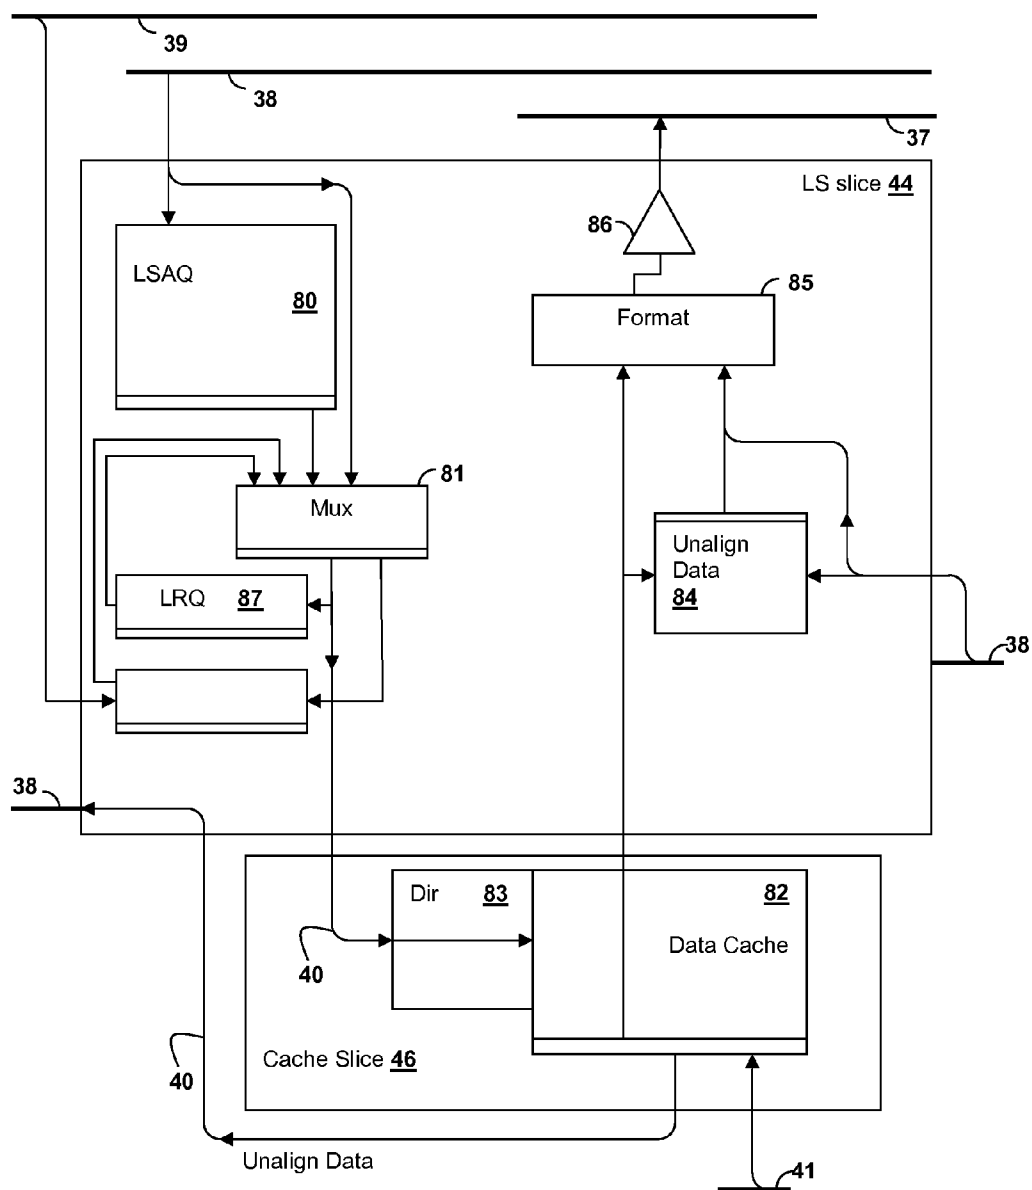 39
38
37
LS slice 44
86
LSAQ
80
85
Format
81
Mux
Unalign
Data
84
LRQ 87
38
38
Dir 83
82
Data Cache
40
Cache Slice 46
40
Unalign Data
41